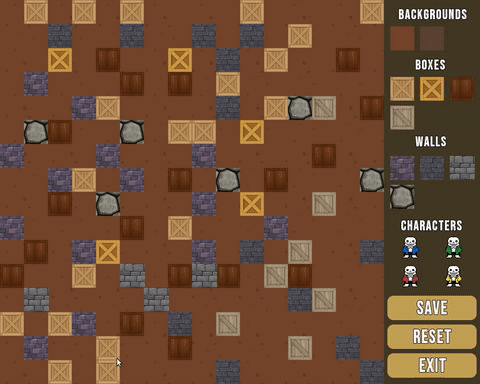 BACKGROUNDS
BOXES
WALLS
CHARACTERS
SAVE
RESET
EXIT